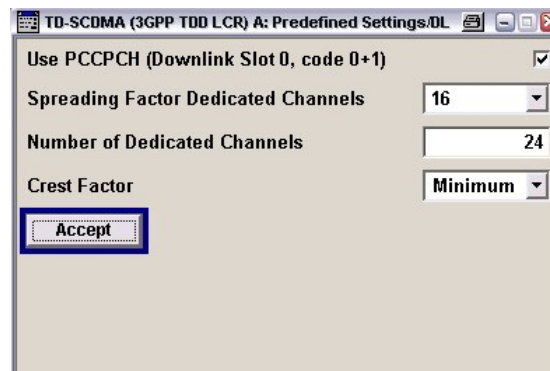 TD-SCDMA (3GPP TDD LCR) A: Predefined Settings/DL
Use PCCPCH (Downlink Slot 0, code 0+1)
Spreading Factor Dedicated Channels 16
Number of Dedicated Channels 24
Crest Factor Minimum
Accept